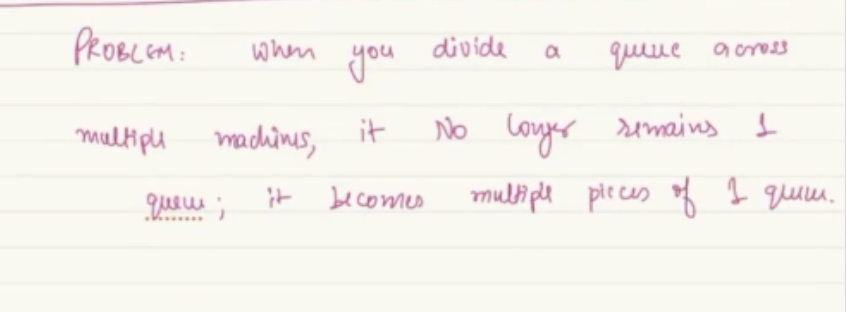 PROBLEM: when you divide a queue across
multiple machines, it No longer remains 1
queue; it becomes multiple pieces of 1 queue.